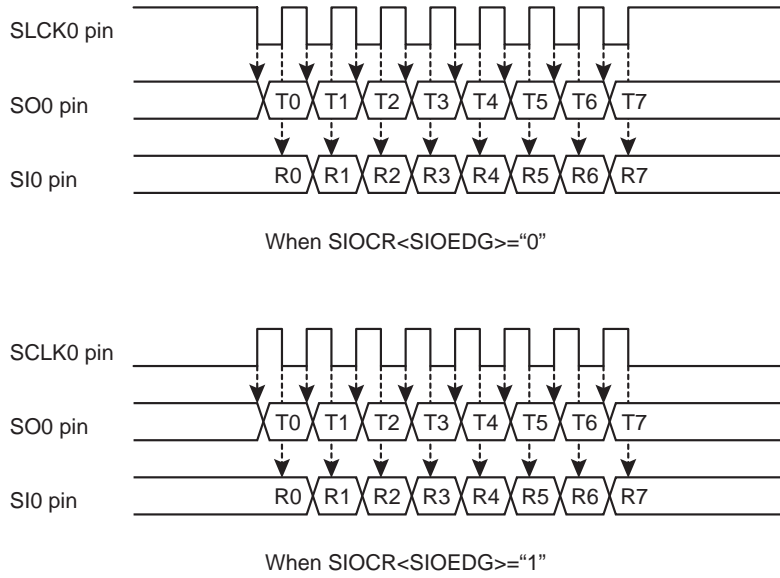 SLCK0 pin
SO0 pin
T0 T1 T2 T3 T4 T5 T6 T7
SI0 pin
R0 R1 R2 R3 R4 R5 R6 R7
When SIOCR<SIOEDG>=“0”
SCLK0 pin
SO0 pin
T0 T1 T2 T3 T4 T5 T6 T7
SI0 pin
R0 R1 R2 R3 R4 R5 R6 R7
When SIOCR<SIOEDG>=“1”